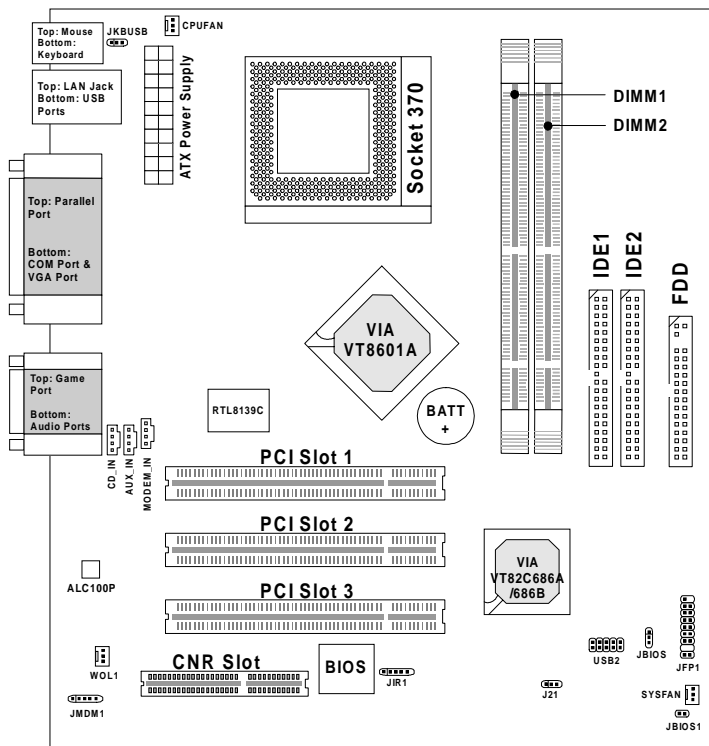 Top: Mouse
Bottom:
Keyboard
JKBUSB
CPUFAN
Top: LAN Jack
Bottom: USB
Ports
ATX Power Supply
Socket 370
DIMM1
DIMM2
Top: Parallel
Port
Bottom:
COM Port &
VGA Port
IDE1
IDE2
FDD
VIA
VT8601A
Top: Game
Port
Bottom:
Audio Ports
RTL8139C
BATT
+
CD_IN
AUX_IN
MODEM_IN
PCI Slot 1
PCI Slot 2
VIA
VT82C686A
/686B
ALC100P
PCI Slot 3
WOL1
CNR Slot
BIOS
JIR1
JMDM1
J21
USB2
JBIOS
JFP1
SYSFAN
JBIOS1